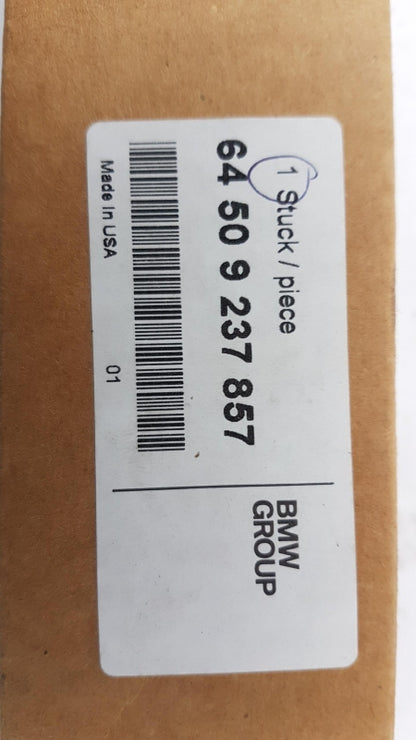 1 Stuck / piece
64 50 9 237 857
Made In USA
01
BMW
GROUP